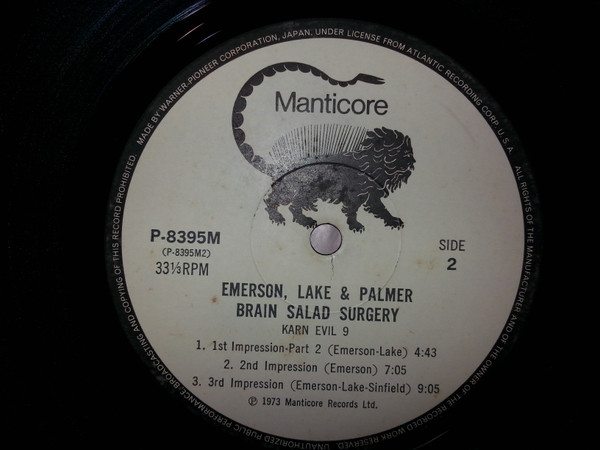 MADE BY WARNER-PIONEER CORPORATION, JAPAN, UNDER LICENSE FROM ATLANTIC RECORDING CORP. U.S.A.
ALL RIGHTS OF THE MANUFACTURER AND OF THE OWNER OF THE RECORDED WORK RESERVED. UNAUTHORIZED PUBLIC PERFORMANCE BROADCASTING AND COPYING OF THIS RECORD PROHIBITED.
Manticore
P-8395M
(P-8395M2)
33⅓RPM
SIDE
2
EMERSON, LAKE & PALMER
BRAIN SALAD SURGERY
KARN EVIL 9
1. 1st Impression-Part 2 (Emerson-Lake) 4:43
2. 2nd Impression (Emerson) 7:05
3. 3rd Impression (Emerson-Lake-Sinfield) 9:05
℗ 1973 Manticore Records Ltd.